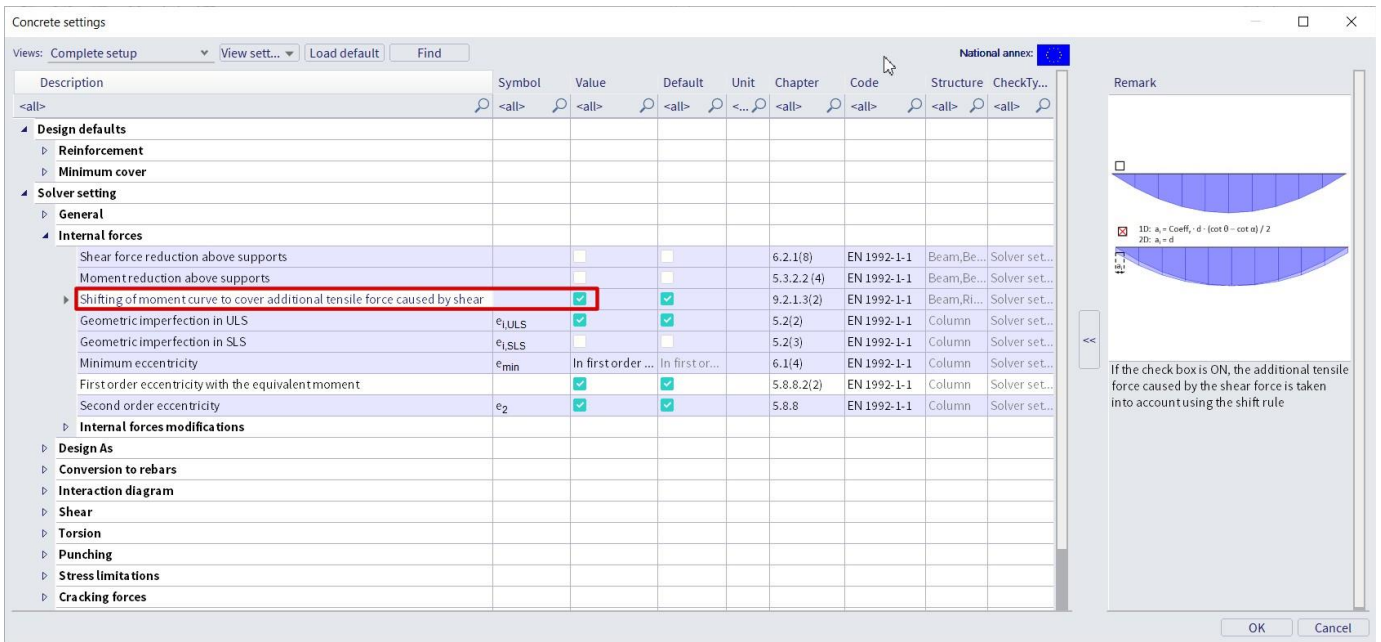 Concrete settings
Views: Complete setup View sett... Load default Find National annex:
Description Symbol Value Default Unit Chapter Code Structure CheckTy...
<all> <all> <all> <all> <... <all> <all> <all> <all>
Design defaults
Reinforcement
Minimum cover
Solver setting
General
Internal forces
Shear force reduction above supports 6.2.1(8) EN 1992-1-1 Beam,Be... Solver set...
Moment reduction above supports 5.3.2.2 (4) EN 1992-1-1 Beam,Be... Solver set...
Shifting of moment curve to cover additional tensile force caused by shear 9.2.1.3(2) EN 1992-1-1 Beam,Ri... Solver set...
Geometric imperfection in ULS ei,ULS 5.2(2) EN 1992-1-1 Column Solver set...
Geometric imperfection in SLS ei,SLS 5.2(3) EN 1992-1-1 Column Solver set...
Minimum eccentricity emin In first order ... In first or... 6.1(4) EN 1992-1-1 Column Solver set...
First order eccentricity with the equivalent moment 5.8.8.2(2) EN 1992-1-1 Column Solver set...
Second order eccentricity e2 5.8.8 EN 1992-1-1 Column Solver set...
Internal forces modifications
Design As
Conversion to rebars
Interaction diagram
Shear
Torsion
Punching
Stress limitations
Cracking forces
Remark
1D: al = Coeffr · d · (cot θ – cot α) / 2
2D: al = d
If the check box is ON, the additional tensile
force caused by the shear force is taken
into account using the shift rule
<<
OK Cancel